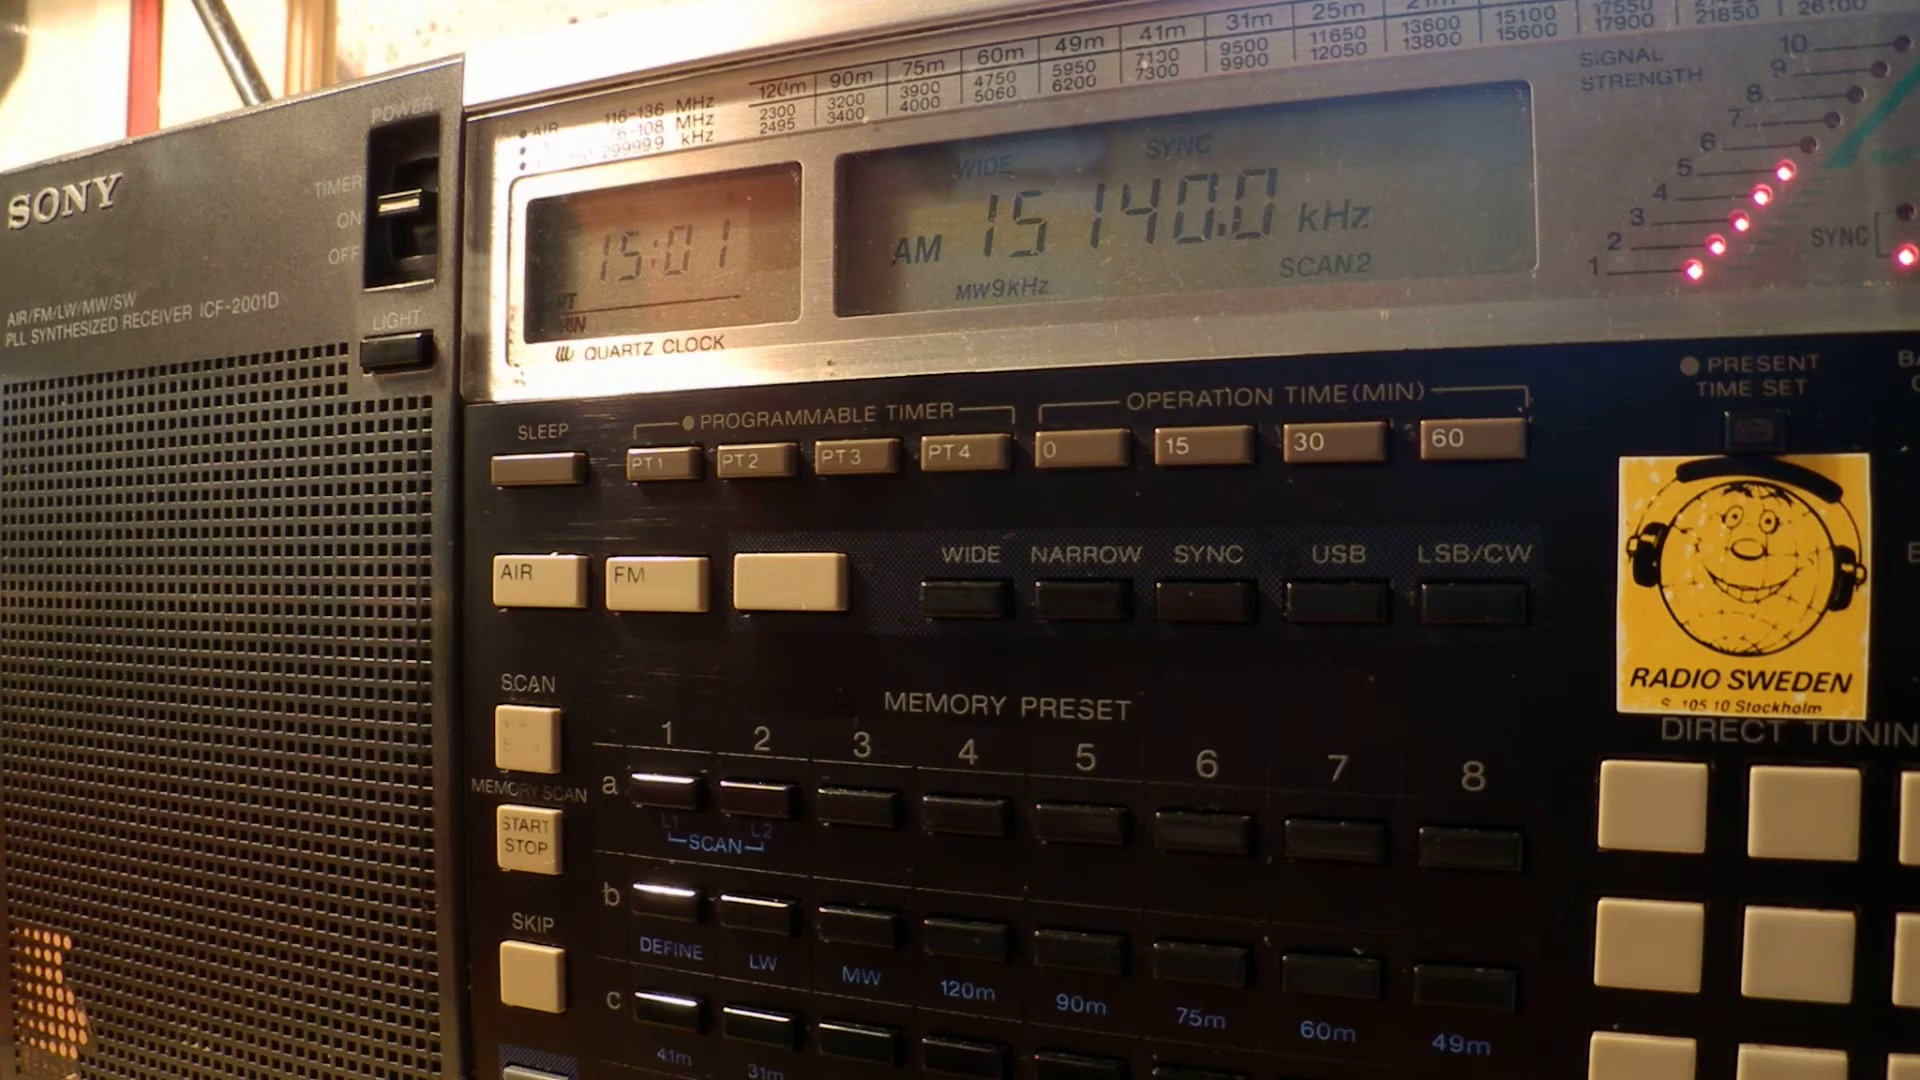 POWER
SONY
TIMER
ON
OFF
AIR/FM/LW/MW/SW
PLL SYNTHESIZED RECEIVER ICF-2001D
LIGHT
120m 90m 75m 60m 49m 41m 31m 25m
2300 3200 3900 4750 5950 7100 9500 11650 13600 15100 17550
2495 3400 4000 5060 6200 7300 9900 12050 13800 15600 17900 21850 26100
AIR 116-136 MHz
76-108 MHz
kHz
15:01
QUARTZ CLOCK
WIDE SYNC
AM 15140.0 kHz
MW9kHz SCAN2
SIGNAL
STRENGTH
10
9
8
7
6
5
4
3
2
1
SYNC
SLEEP
PROGRAMMABLE TIMER
OPERATION TIME(MIN)
PT1 PT2 PT3 PT4 0 15 30 60
PRESENT
TIME SET
AIR FM
WIDE NARROW SYNC USB LSB/CW
RADIO SWEDEN
S-105 10 Stockholm
SCAN
MEMORY PRESET
1 2 3 4 5 6 7 8
DIRECT TUNIN
MEMORY SCAN
START
STOP
a
L1 L2
SCAN
b
SKIP
DEFINE LW MW 120m 90m 75m 60m 49m
c
41m 31m